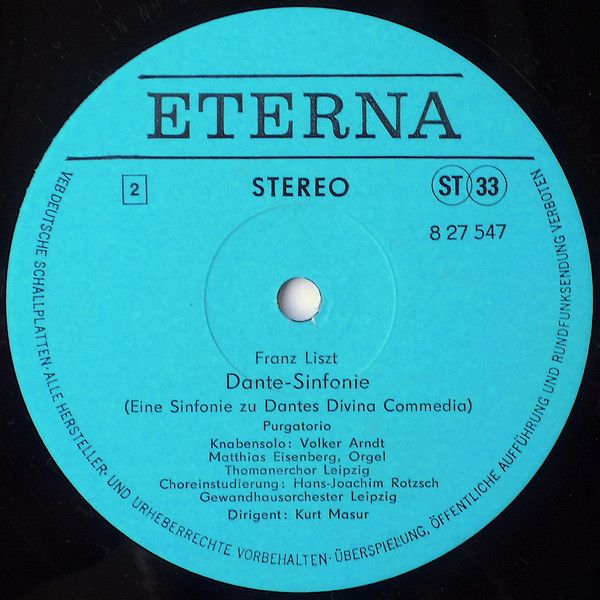 ETERNA
2
STEREO
ST 33
8 27 547
Franz Liszt
Dante-Sinfonie
(Eine Sinfonie zu Dantes Divina Commedia)
Purgatorio
Knabensolo: Volker Arndt
Matthias Eisenberg, Orgel
Thomanerchor Leipzig
Choreinstudierung: Hans-Joachim Rotzsch
Gewandhausorchester Leipzig
Dirigent: Kurt Masur
VEB DEUTSCHE SCHALLPLATTEN · ALLE HERSTELLER- UND URHEBERRECHTE VORBEHALTEN · ÜBERSPIELUNG, ÖFFENTLICHE AUFFÜHRUNG UND RUNDFUNKSENDUNG VERBOTEN